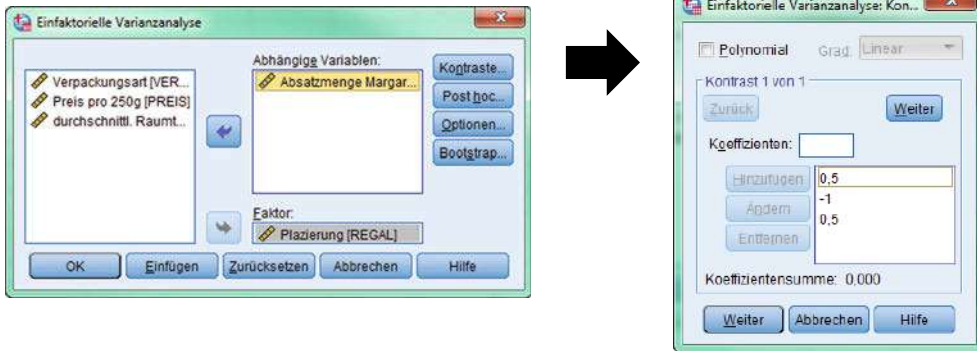 Einfaktorielle Varianzanalyse
Abhängige Variablen:
Verpackungsart [VER...
Preis pro 250g [PREIS]
durchschnittl. Raumt...
Absatzmenge Margar...
Kontraste...
Post hoc...
Optionen...
Bootstrap...
Faktor:
Plazierung [REGAL]
OK
Einfügen
Zurücksetzen
Abbrechen
Hilfe
Einfaktorielle Varianzanalyse: Kon...
Polynomial Grad: Linear
Kontrast 1 von 1
Zurück
Weiter
Koeffizienten:
Hinzufügen
Ändern
Entfernen
0,5
-1
0,5
Koeffizientensumme: 0,000
Weiter
Abbrechen
Hilfe